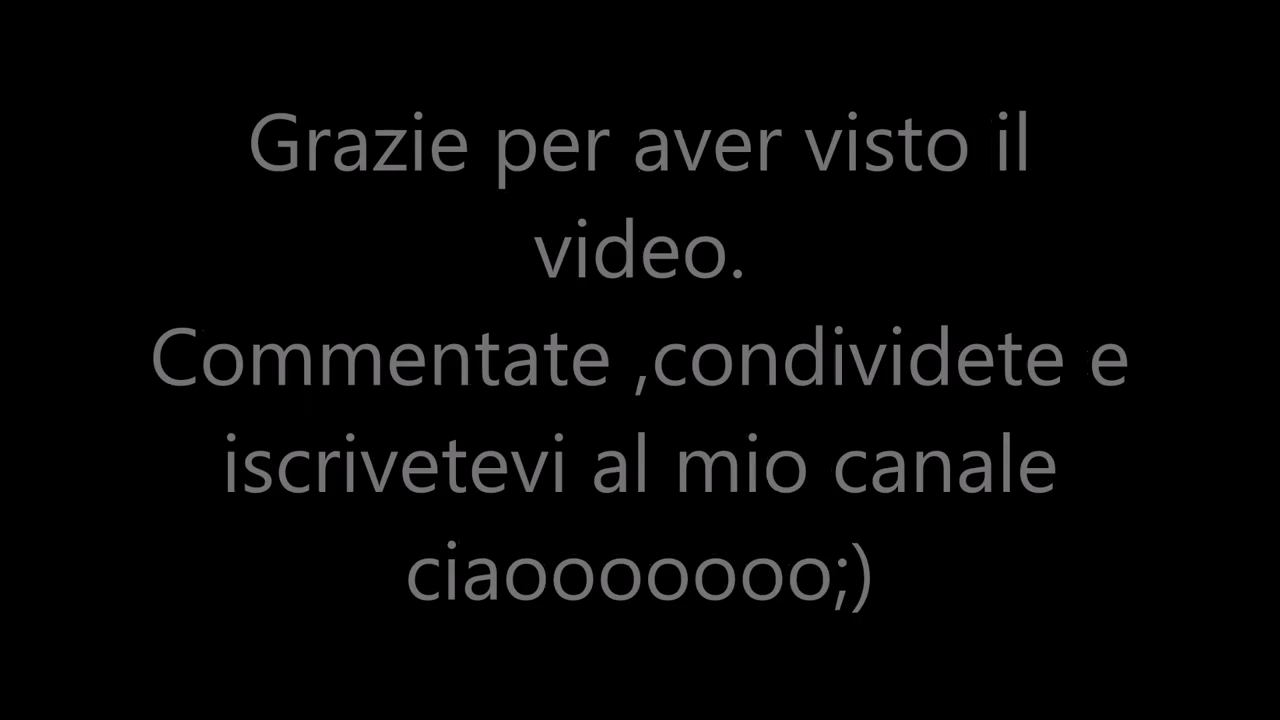 Grazie per aver visto il
video.
Commentate ,condividete e
iscrivetevi al mio canale
ciaooooooo;)